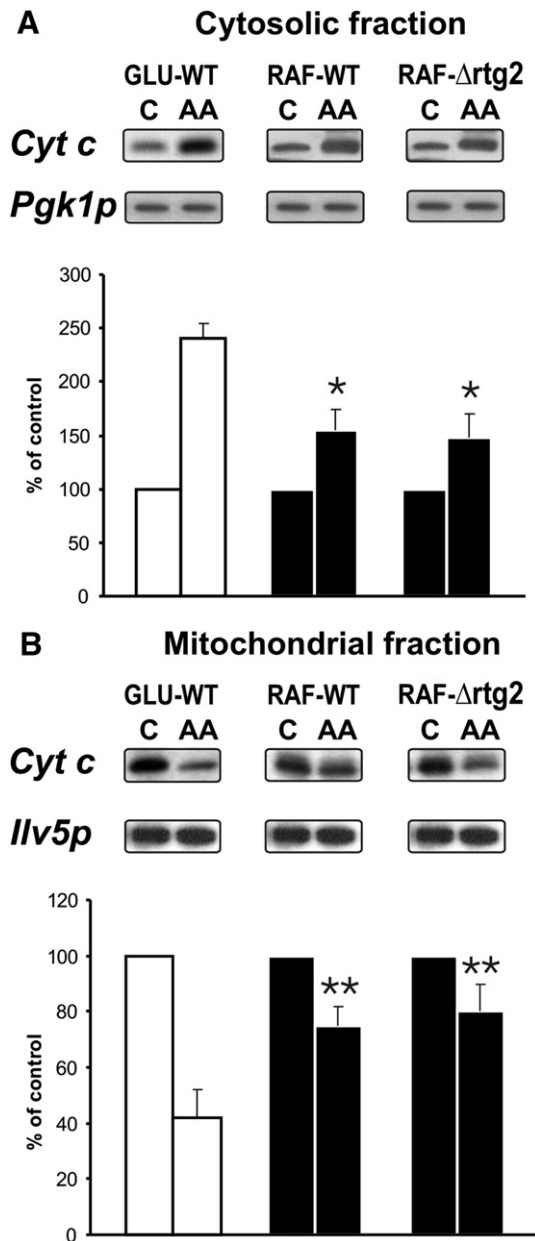 A Cytosolic fraction
GLU-WT RAF-WT RAF-Δrtg2
C AA C AA C AA
Cyt c
Pgk1p
300
250
200
150
100
50
0
% of control
* *
B Mitochondrial fraction
GLU-WT RAF-WT RAF-Δrtg2
C AA C AA C AA
Cyt c
Ilv5p
120
100
80
60
40
20
0
% of control
** **